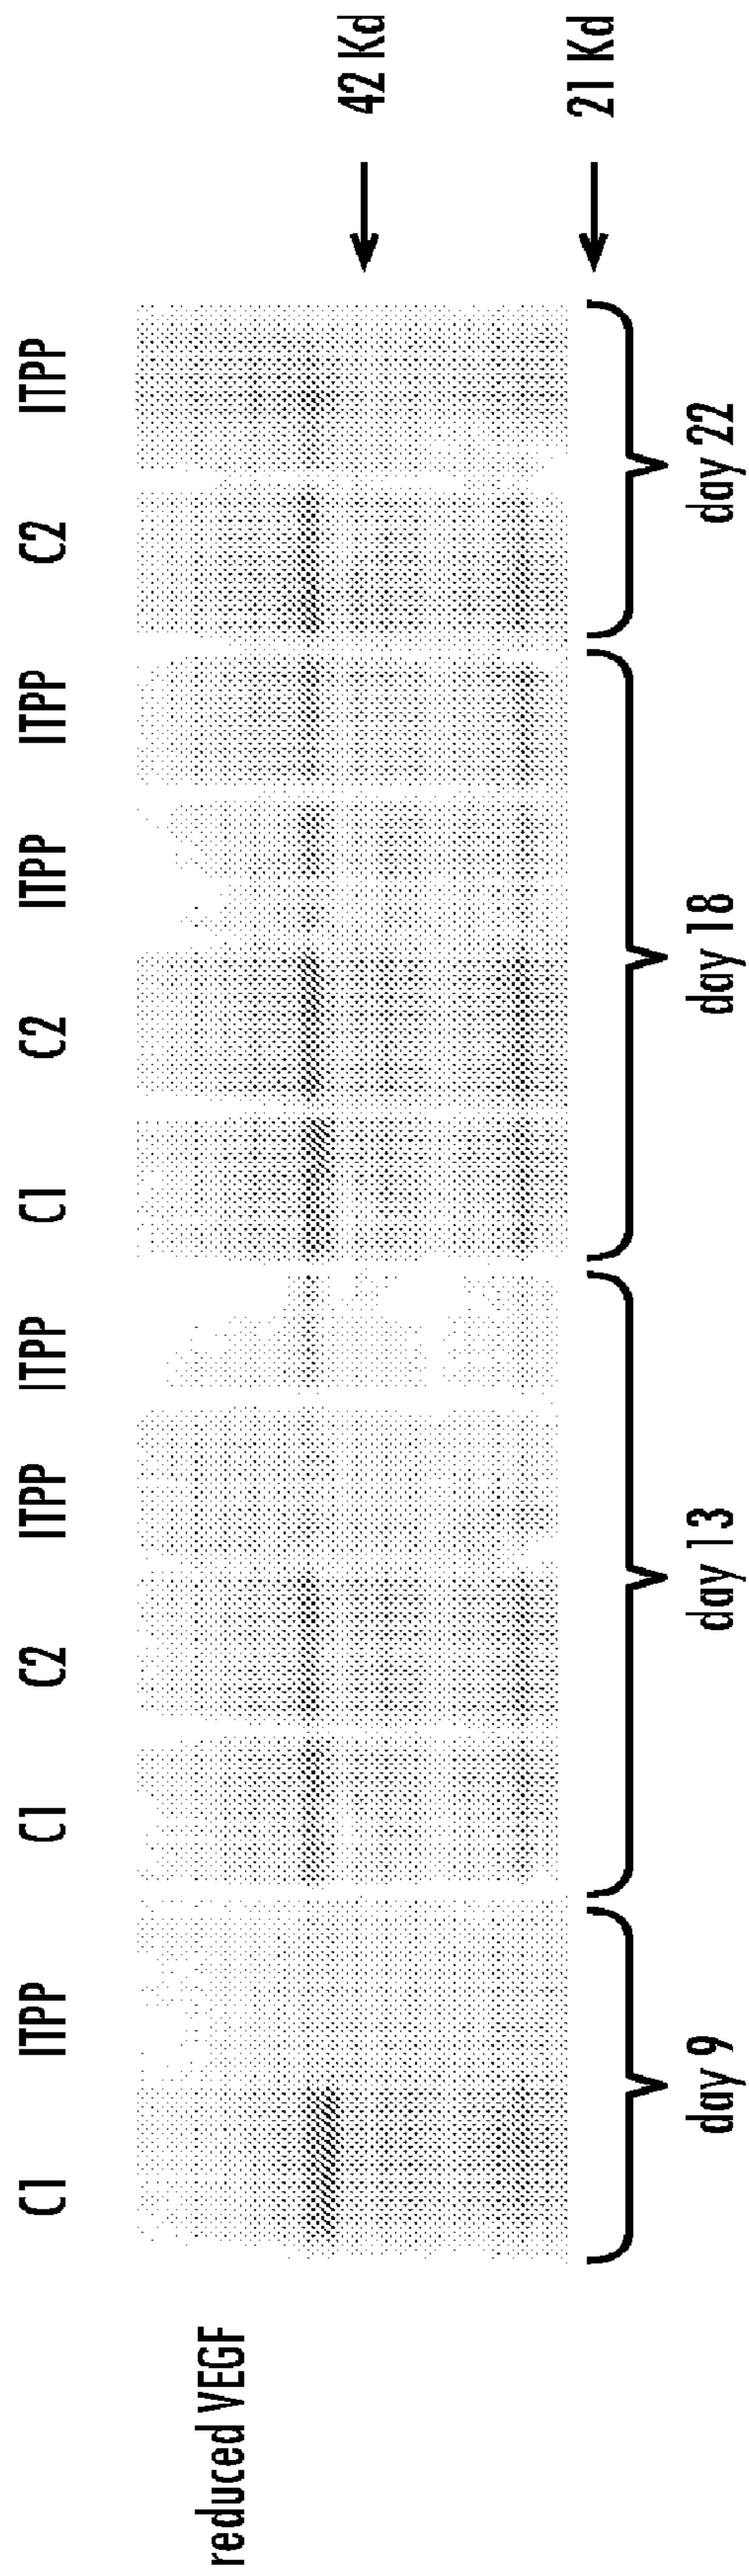 C1 ITPP C1 C2 ITPP ITPP C1 C2 ITPP ITPP C2 ITPP
reduced VEGF
42 Kd
21 Kd
day 9 day 13 day 18 day 22